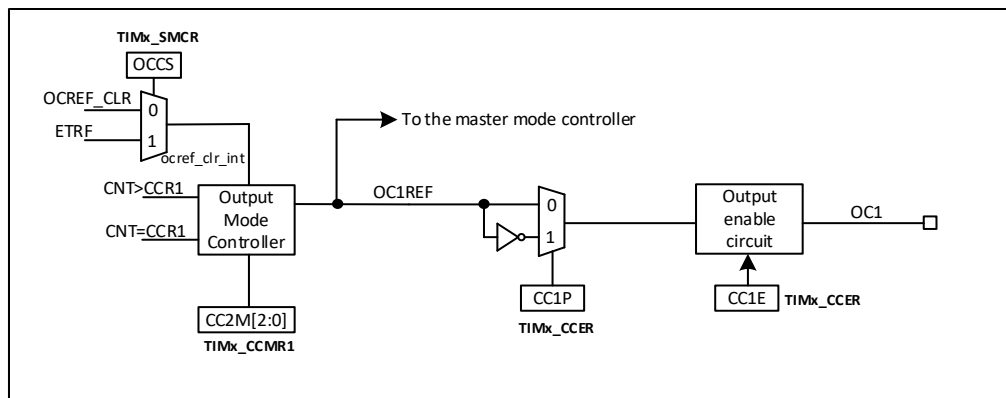 TIMx_SMCR
OCCS
OCREF_CLR
0
ETRF
1
ocref_clr_int
To the master mode controller
CNT>CCR1
CNT=CCR1
Output
Mode
Controller
OC1REF
0
1
Output
enable
circuit
OC1
CC2M[2:0]
TIMx_CCMR1
CC1P
TIMx_CCER
CC1E
TIMx_CCER